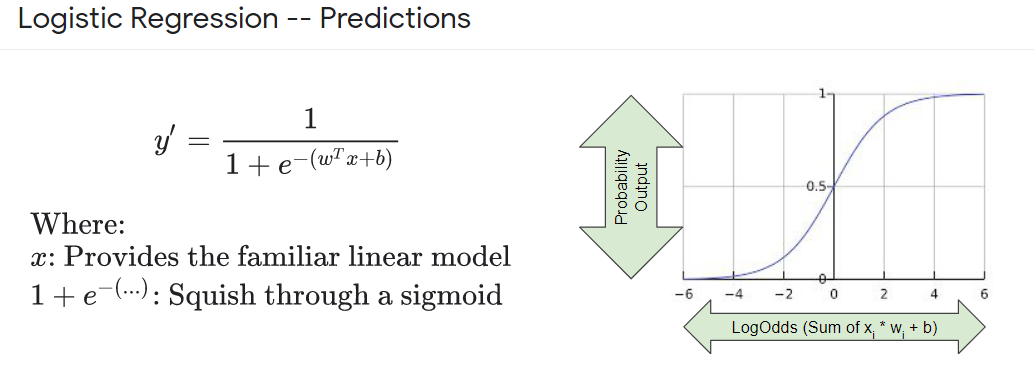 Logistic Regression -- Predictions
y′ = 1 / (1 + e^−(w^T x+b))
Where:
x: Provides the familiar linear model
1 + e^−(...): Squish through a sigmoid
Probability
Output
1
0.5
0
−6 −4 −2 0 2 4 6
LogOdds (Sum of x_i * w_i + b)